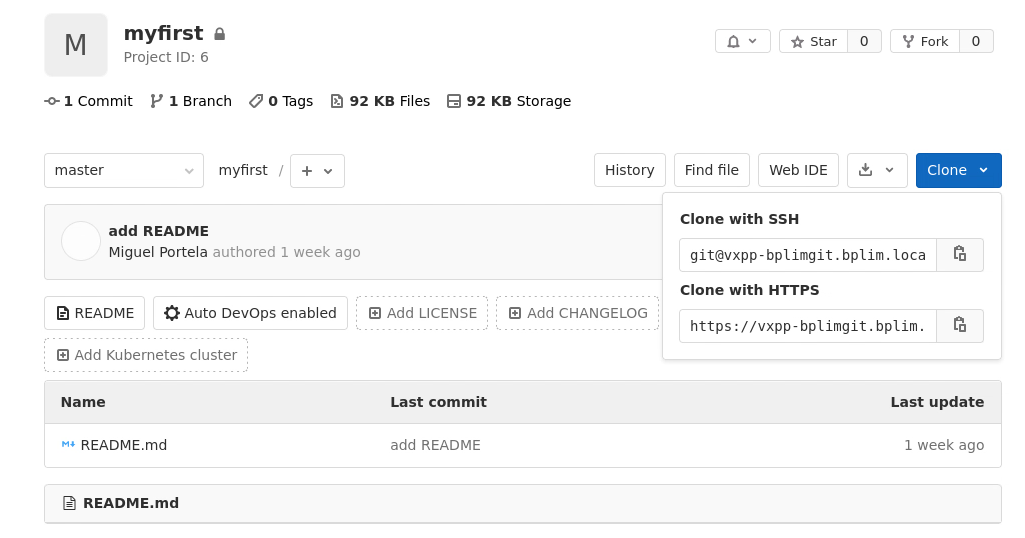 M
myfirst
Project ID: 6
Star 0
Fork 0
1 Commit 1 Branch 0 Tags 92 KB Files 92 KB Storage
master
myfirst / +
History
Find file
Web IDE
Clone
Clone with SSH
git@vxpp-bplimgit.bplim.loca
Clone with HTTPS
https://vxpp-bplimgit.bplim.
add README
Miguel Portela authored 1 week ago
README
Auto DevOps enabled
Add LICENSE
Add CHANGELOG
Add Kubernetes cluster
Name Last commit Last update
README.md add README 1 week ago
README.md